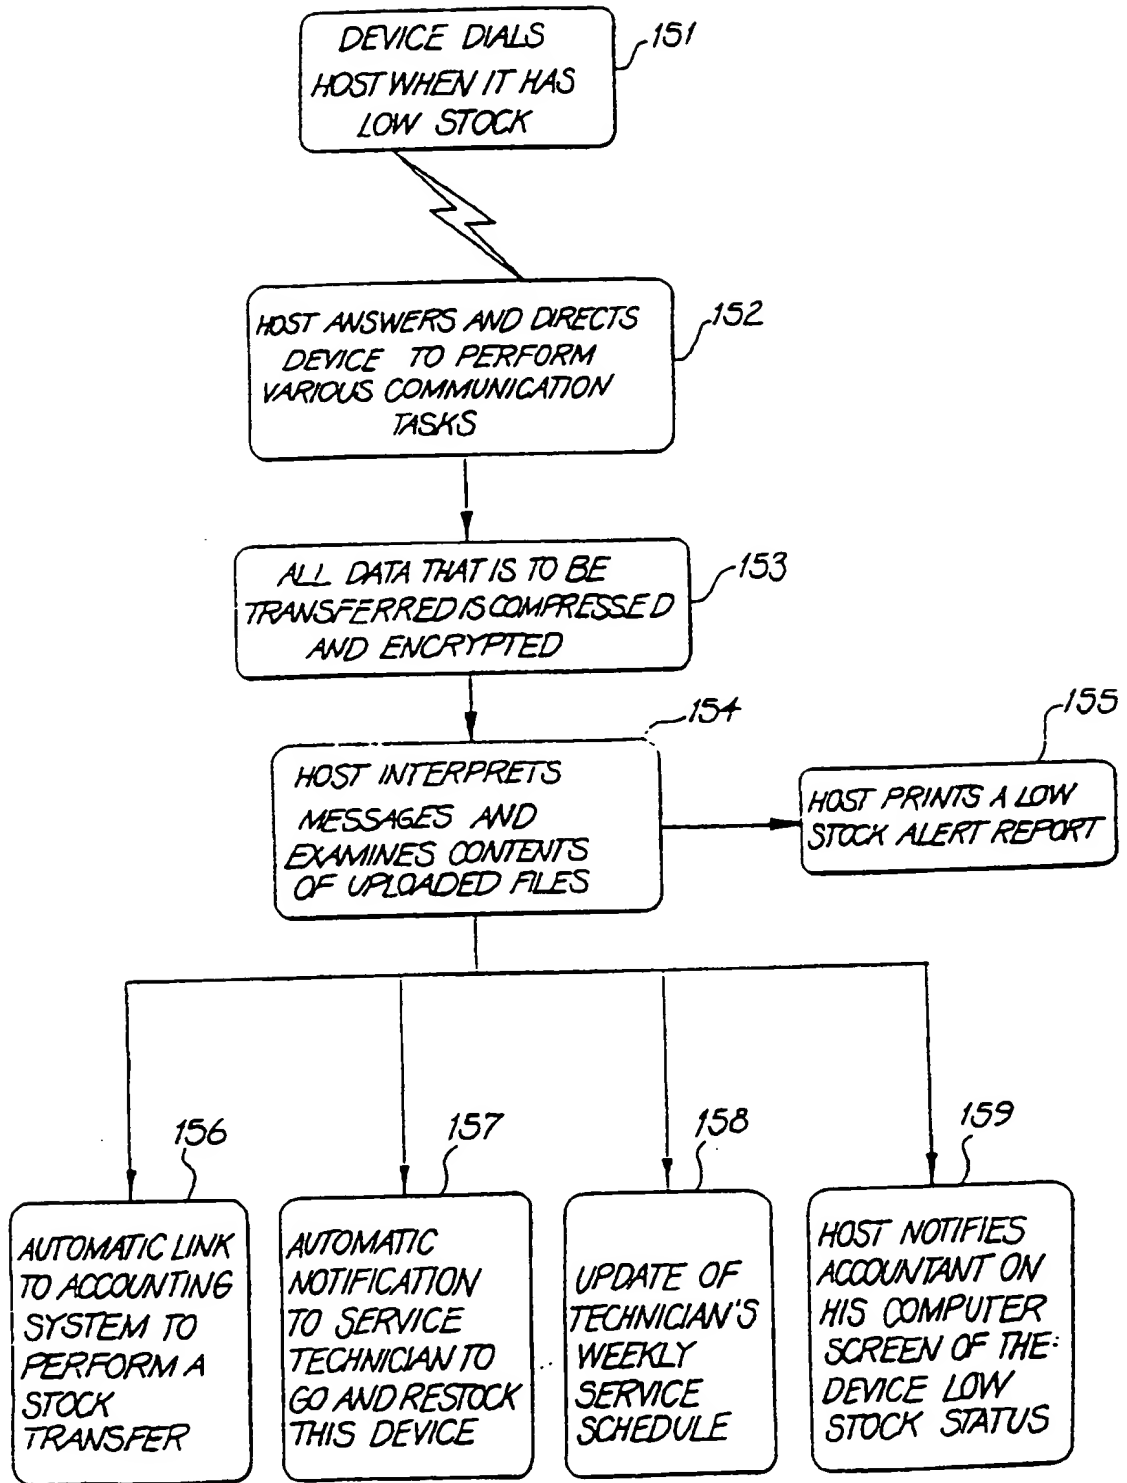 DEVICE DIALS
HOST WHEN IT HAS
LOW STOCK
151
HOST ANSWERS AND DIRECTS
DEVICE TO PERFORM
VARIOUS COMMUNICATION
TASKS
152
ALL DATA THAT IS TO BE
TRANSFERRED IS COMPRESSED
AND ENCRYPTED
153
HOST INTERPRETS
MESSAGES AND
EXAMINES CONTENTS
OF UPLOADED FILES
154
HOST PRINTS A LOW
STOCK ALERT REPORT
155
156
AUTOMATIC LINK
TO ACCOUNTING
SYSTEM TO
PERFORM A
STOCK
TRANSFER
157
AUTOMATIC
NOTIFICATION
TO SERVICE
TECHNICIAN TO
GO AND RESTOCK
THIS DEVICE
158
UPDATE OF
TECHNICIAN'S
WEEKLY
SERVICE
SCHEDULE
159
HOST NOTIFIES
ACCOUNTANT ON
HIS COMPUTER
SCREEN OF THE
DEVICE LOW
STOCK STATUS